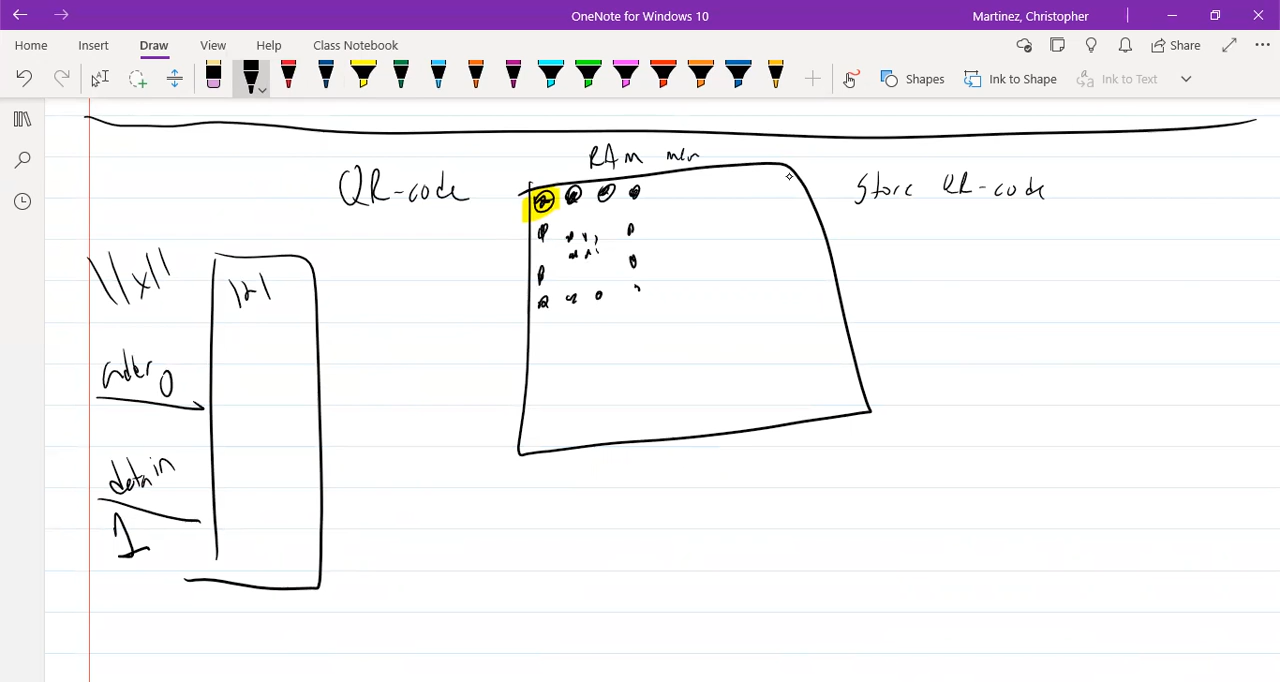 OneNote for Windows 10
Martinez, Christopher
Home Insert Draw View Help Class Notebook
Share
Shapes Ink to Shape Ink to Text
RAM
QR-code
Store QR-code
11x11
121
addr 0
data in
1